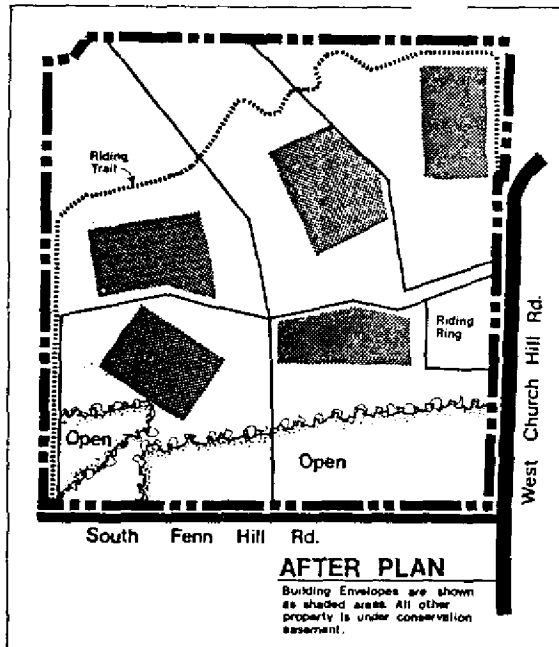 Riding
Trail
Riding
Ring
Open
Open
West Church Hill Rd.
South Fenn Hill Rd.
AFTER PLAN
Building Envelopes are shown
as shaded areas. All other
property is under conservation
easement.